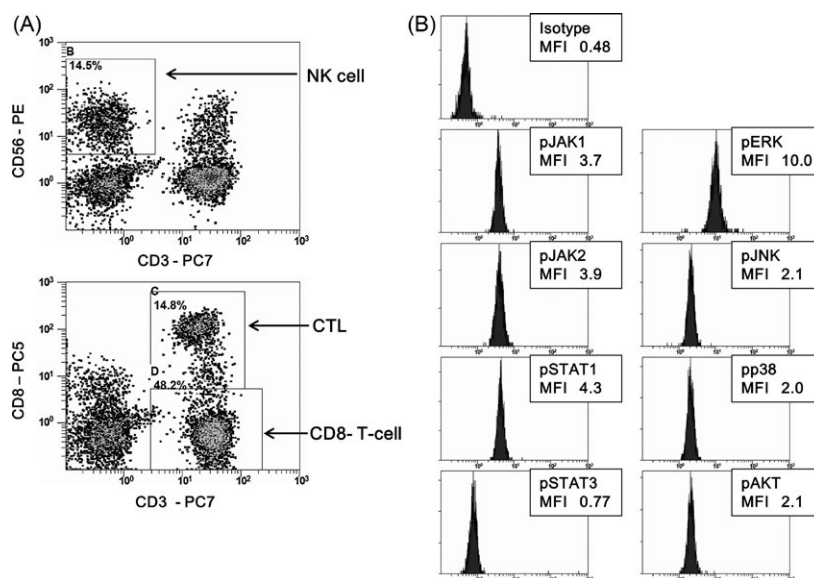 (A)
10³
10²
10¹
10⁰
B
14.5%
NK cell
CD56 - PE
10⁰ 10¹ 10² 10³
CD3 - PC7
10³
10²
10¹
10⁰
C
14.8%
CTL
D
48.2%
CD8- T-cell
CD8 - PC5
10⁰ 10¹ 10² 10³
CD3 - PC7
(B)
Isotype
MFI 0.48
pJAK1
MFI 3.7
pERK
MFI 10.0
pJAK2
MFI 3.9
pJNK
MFI 2.1
pSTAT1
MFI 4.3
pp38
MFI 2.0
pSTAT3
MFI 0.77
pAKT
MFI 2.1